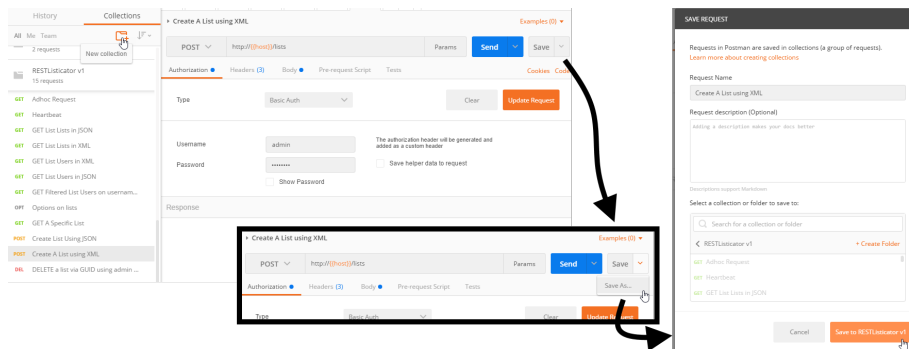 History
Collections
All Me Team
New collection
2 requests
RESTListicator v1
15 requests
GET Adhoc Request
GET Heartbeat
GET GET List Lists in JSON
GET GET List Lists in XML
GET GET List Users in XML
GET GET List Users in JSON
GET GET Filtered List Users on usernam...
OPT Options on lists
GET GET A Specific List
POST Create List Using JSON
POST Create A List using XML
DEL DELETE a list via GUID using admin ...
Create A List using XML
Examples (0)
POST
http://{{host}}/lists
Params
Send
Save
Authorization
Headers (3)
Body
Pre-request Script
Tests
Cookies
Code
Type
Basic Auth
Clear
Update Request
Username
admin
The authorization header will be generated and
added as a custom header
Password
Save helper data to request
Show Password
Response
Create A List using XML
Examples (0)
POST
http://{{host}}/lists
Params
Send
Save
Authorization
Headers (3)
Body
Pre-request Script
Tests
Save As...
Type
Basic Auth
Clear
Update Request
SAVE REQUEST
Requests in Postman are saved in collections (a group of requests).
Learn more about creating collections
Request Name
Create A List using XML
Request description (Optional)
Adding a description makes your docs better
Descriptions support Markdown
Select a collection or folder to save to:
Search for a collection or folder
RESTListicator v1
+ Create Folder
GET Adhoc Request
GET Heartbeat
GET GET List Lists in JSON
Cancel
Save to RESTListicator v1